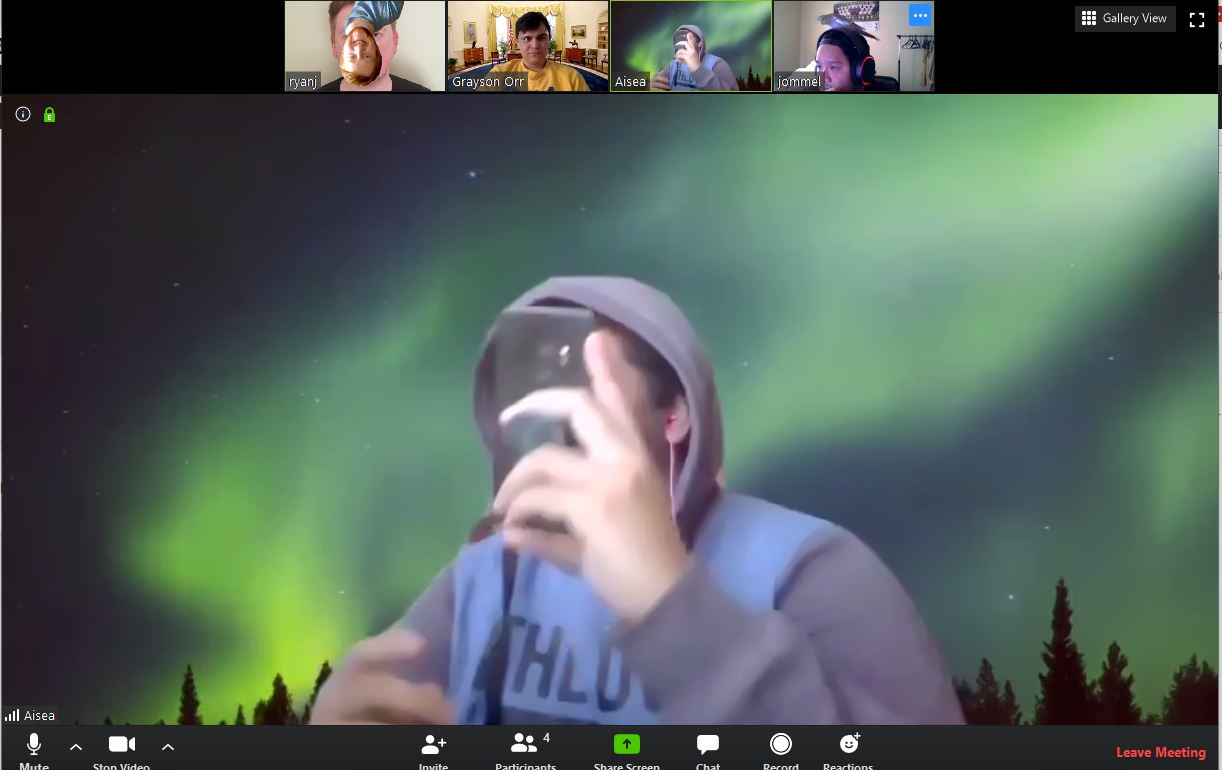 Gallery View
ryanj
Grayson Orr
Aisea
jommel
Aisea
4
Mute
Stop Video
Invite
Participants
Share Screen
Chat
Record
Reactions
Leave Meeting